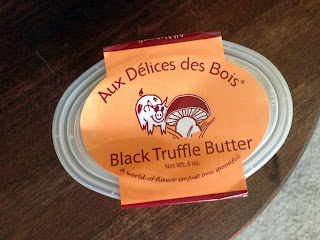 Aux Délices des Bois®
Black Truffle Butter
Net Wt. 3 oz.
"A world of flavor in just one spoonful"